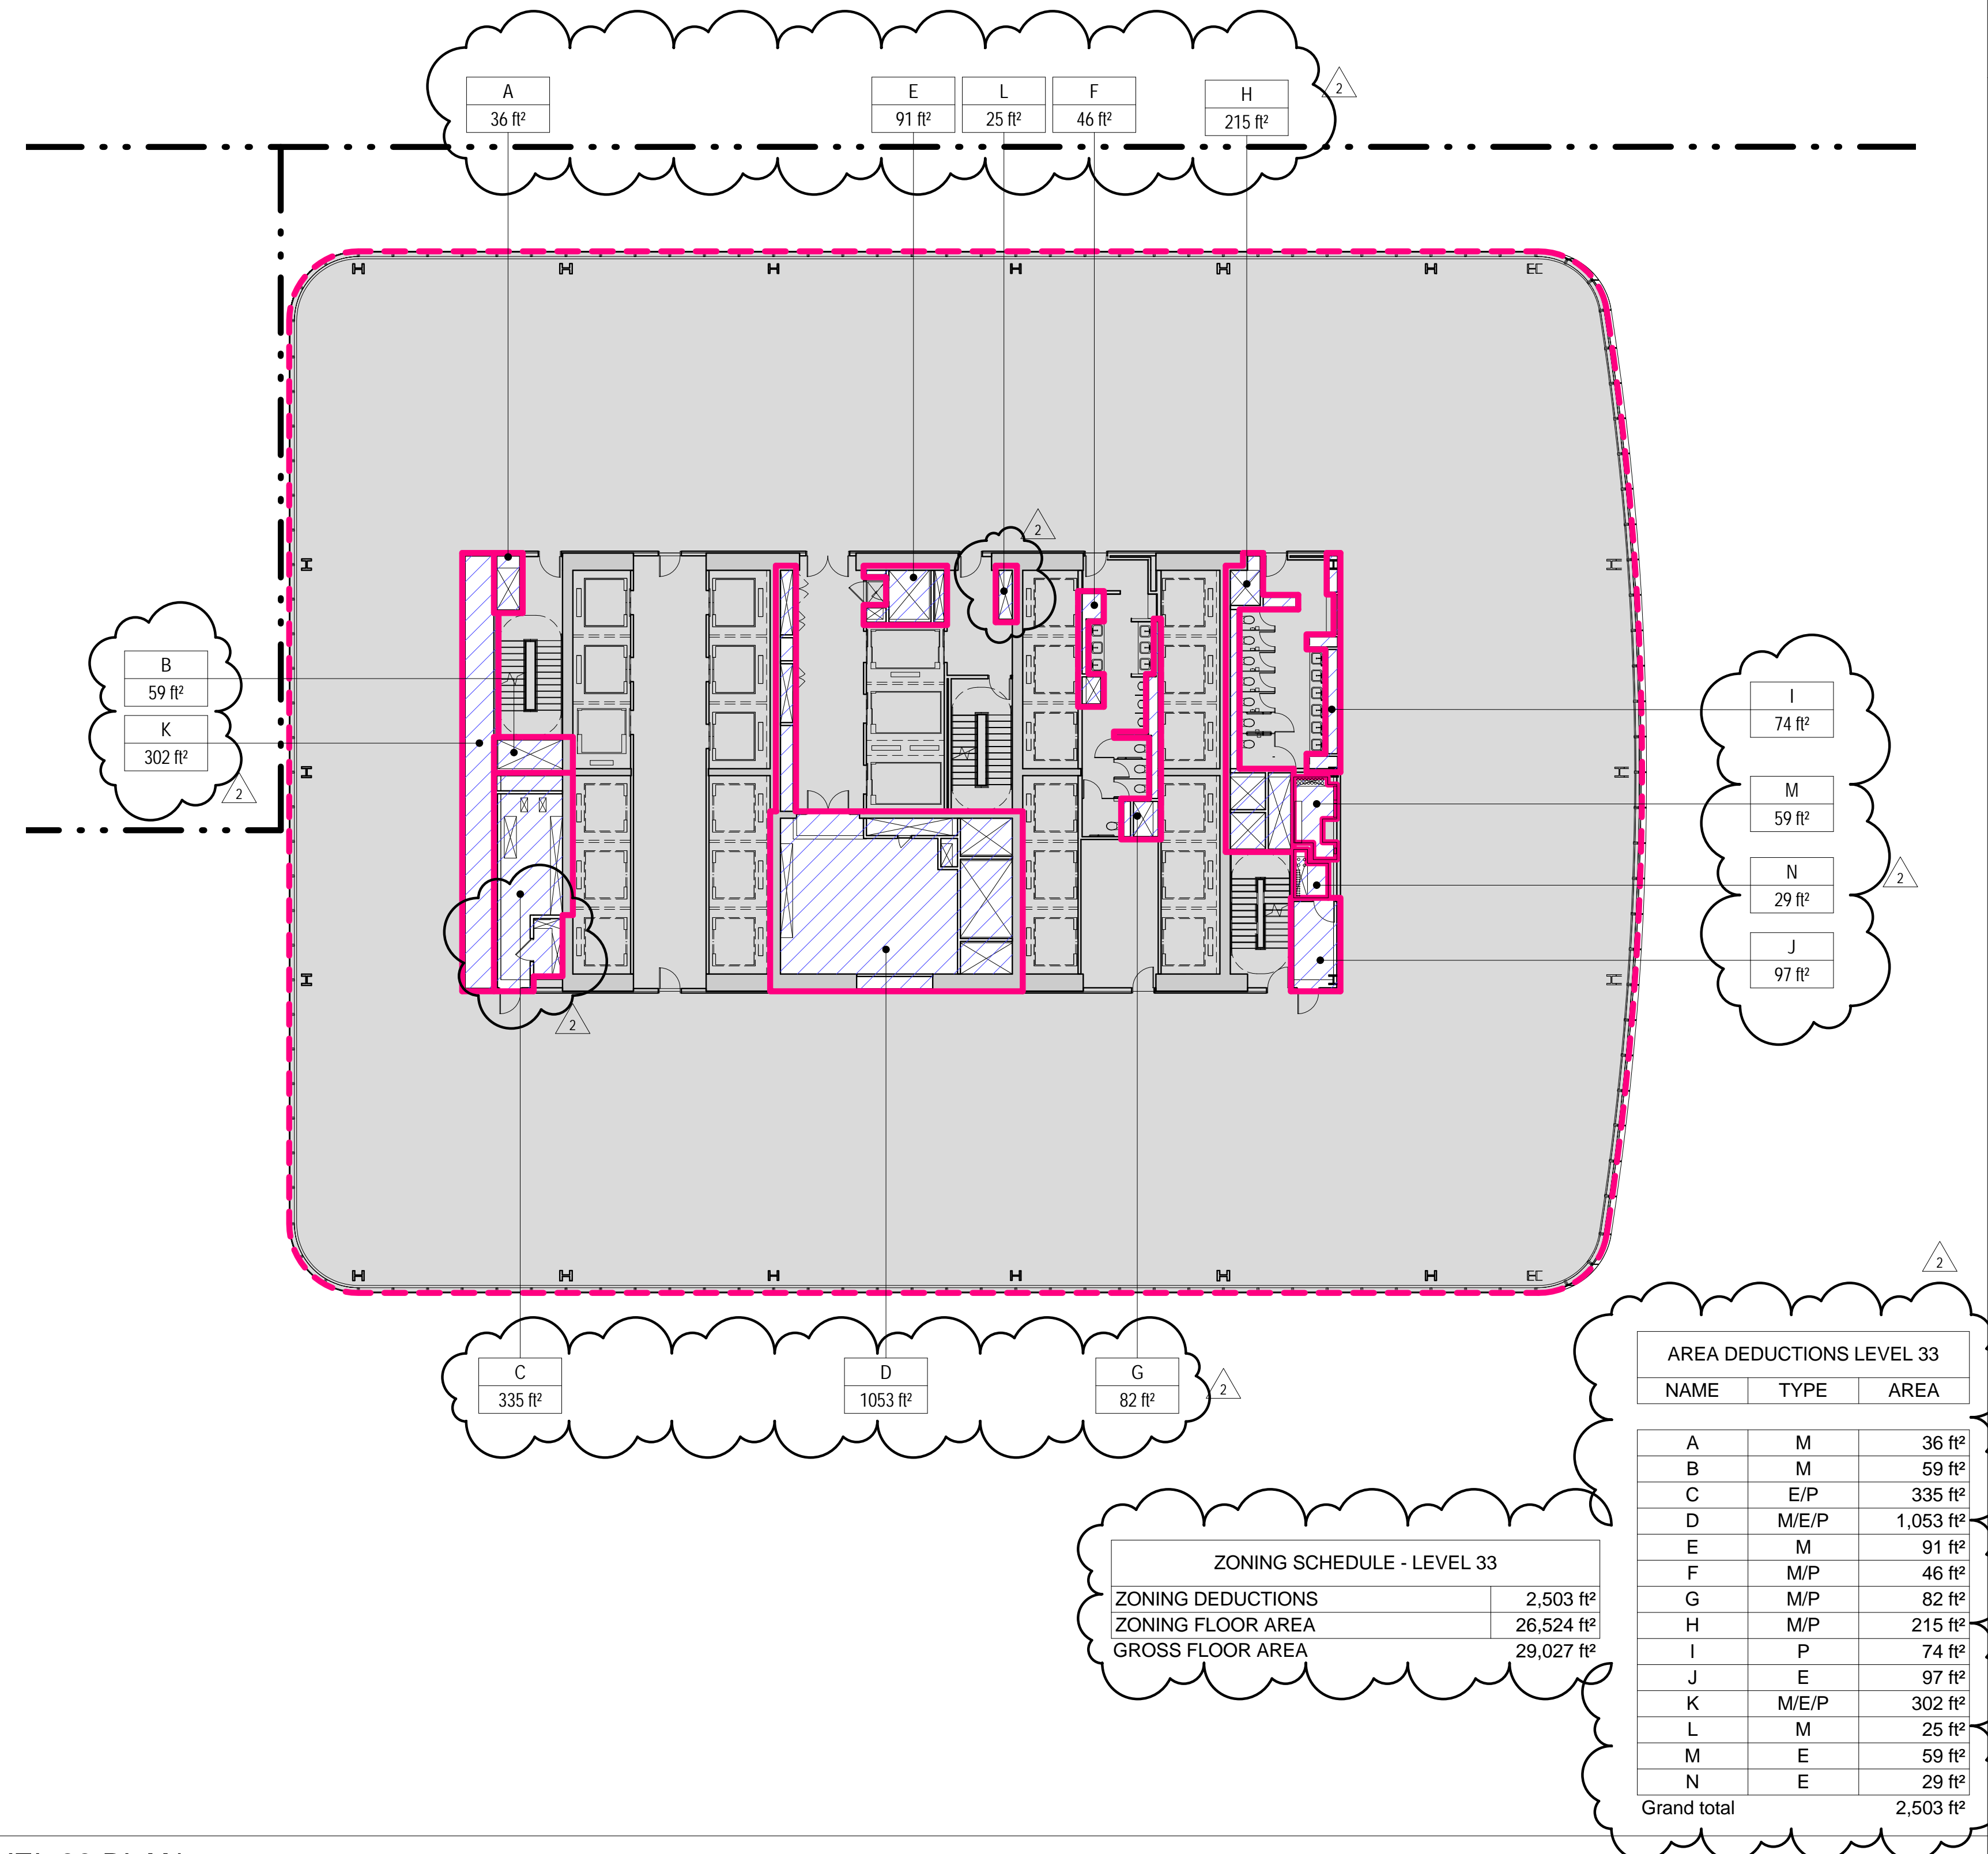 A
36 ft²
E
91 ft²
L
25 ft²
F
46 ft²
H
215 ft²
2
EC
2
B
59 ft²
K
302 ft²
2
I
74 ft²
M
59 ft²
N
29 ft²
J
97 ft²
2
2
EC
C
335 ft²
D
1053 ft²
G
82 ft²
2
2
AREA DEDUCTIONS LEVEL 33
NAME TYPE AREA
A M 36 ft²
B M 59 ft²
C E/P 335 ft²
D M/E/P 1,053 ft²
E M 91 ft²
F M/P 46 ft²
G M/P 82 ft²
H M/P 215 ft²
I P 74 ft²
J E 97 ft²
K M/E/P 302 ft²
L M 25 ft²
M E 59 ft²
N E 29 ft²
Grand total 2,503 ft²
ZONING SCHEDULE - LEVEL 33
ZONING DEDUCTIONS 2,503 ft²
ZONING FLOOR AREA 26,524 ft²
GROSS FLOOR AREA 29,027 ft²